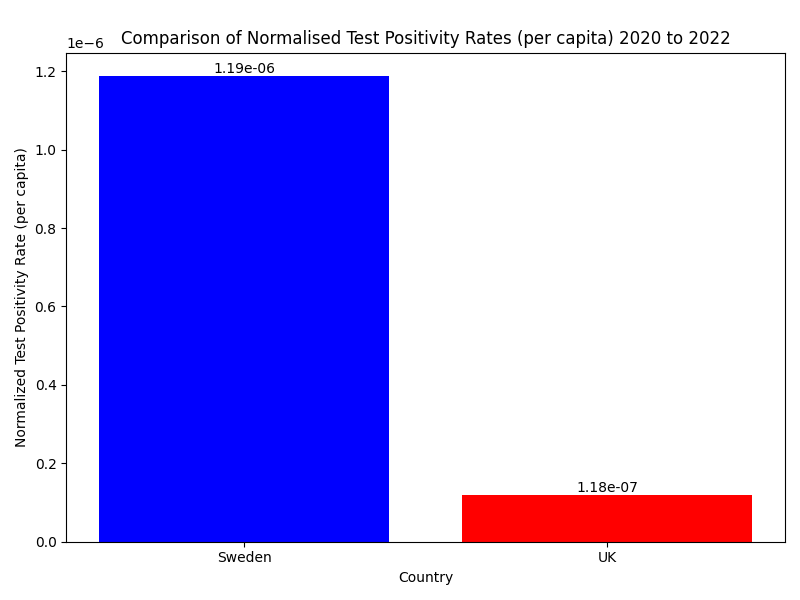 Comparison of Normalised Test Positivity Rates (per capita) 2020 to 2022
1e−6
1.19e-06
1.18e-07
Normalized Test Positivity Rate (per capita)
1.2
1.0
0.8
0.6
0.4
0.2
0.0
Sweden
UK
Country